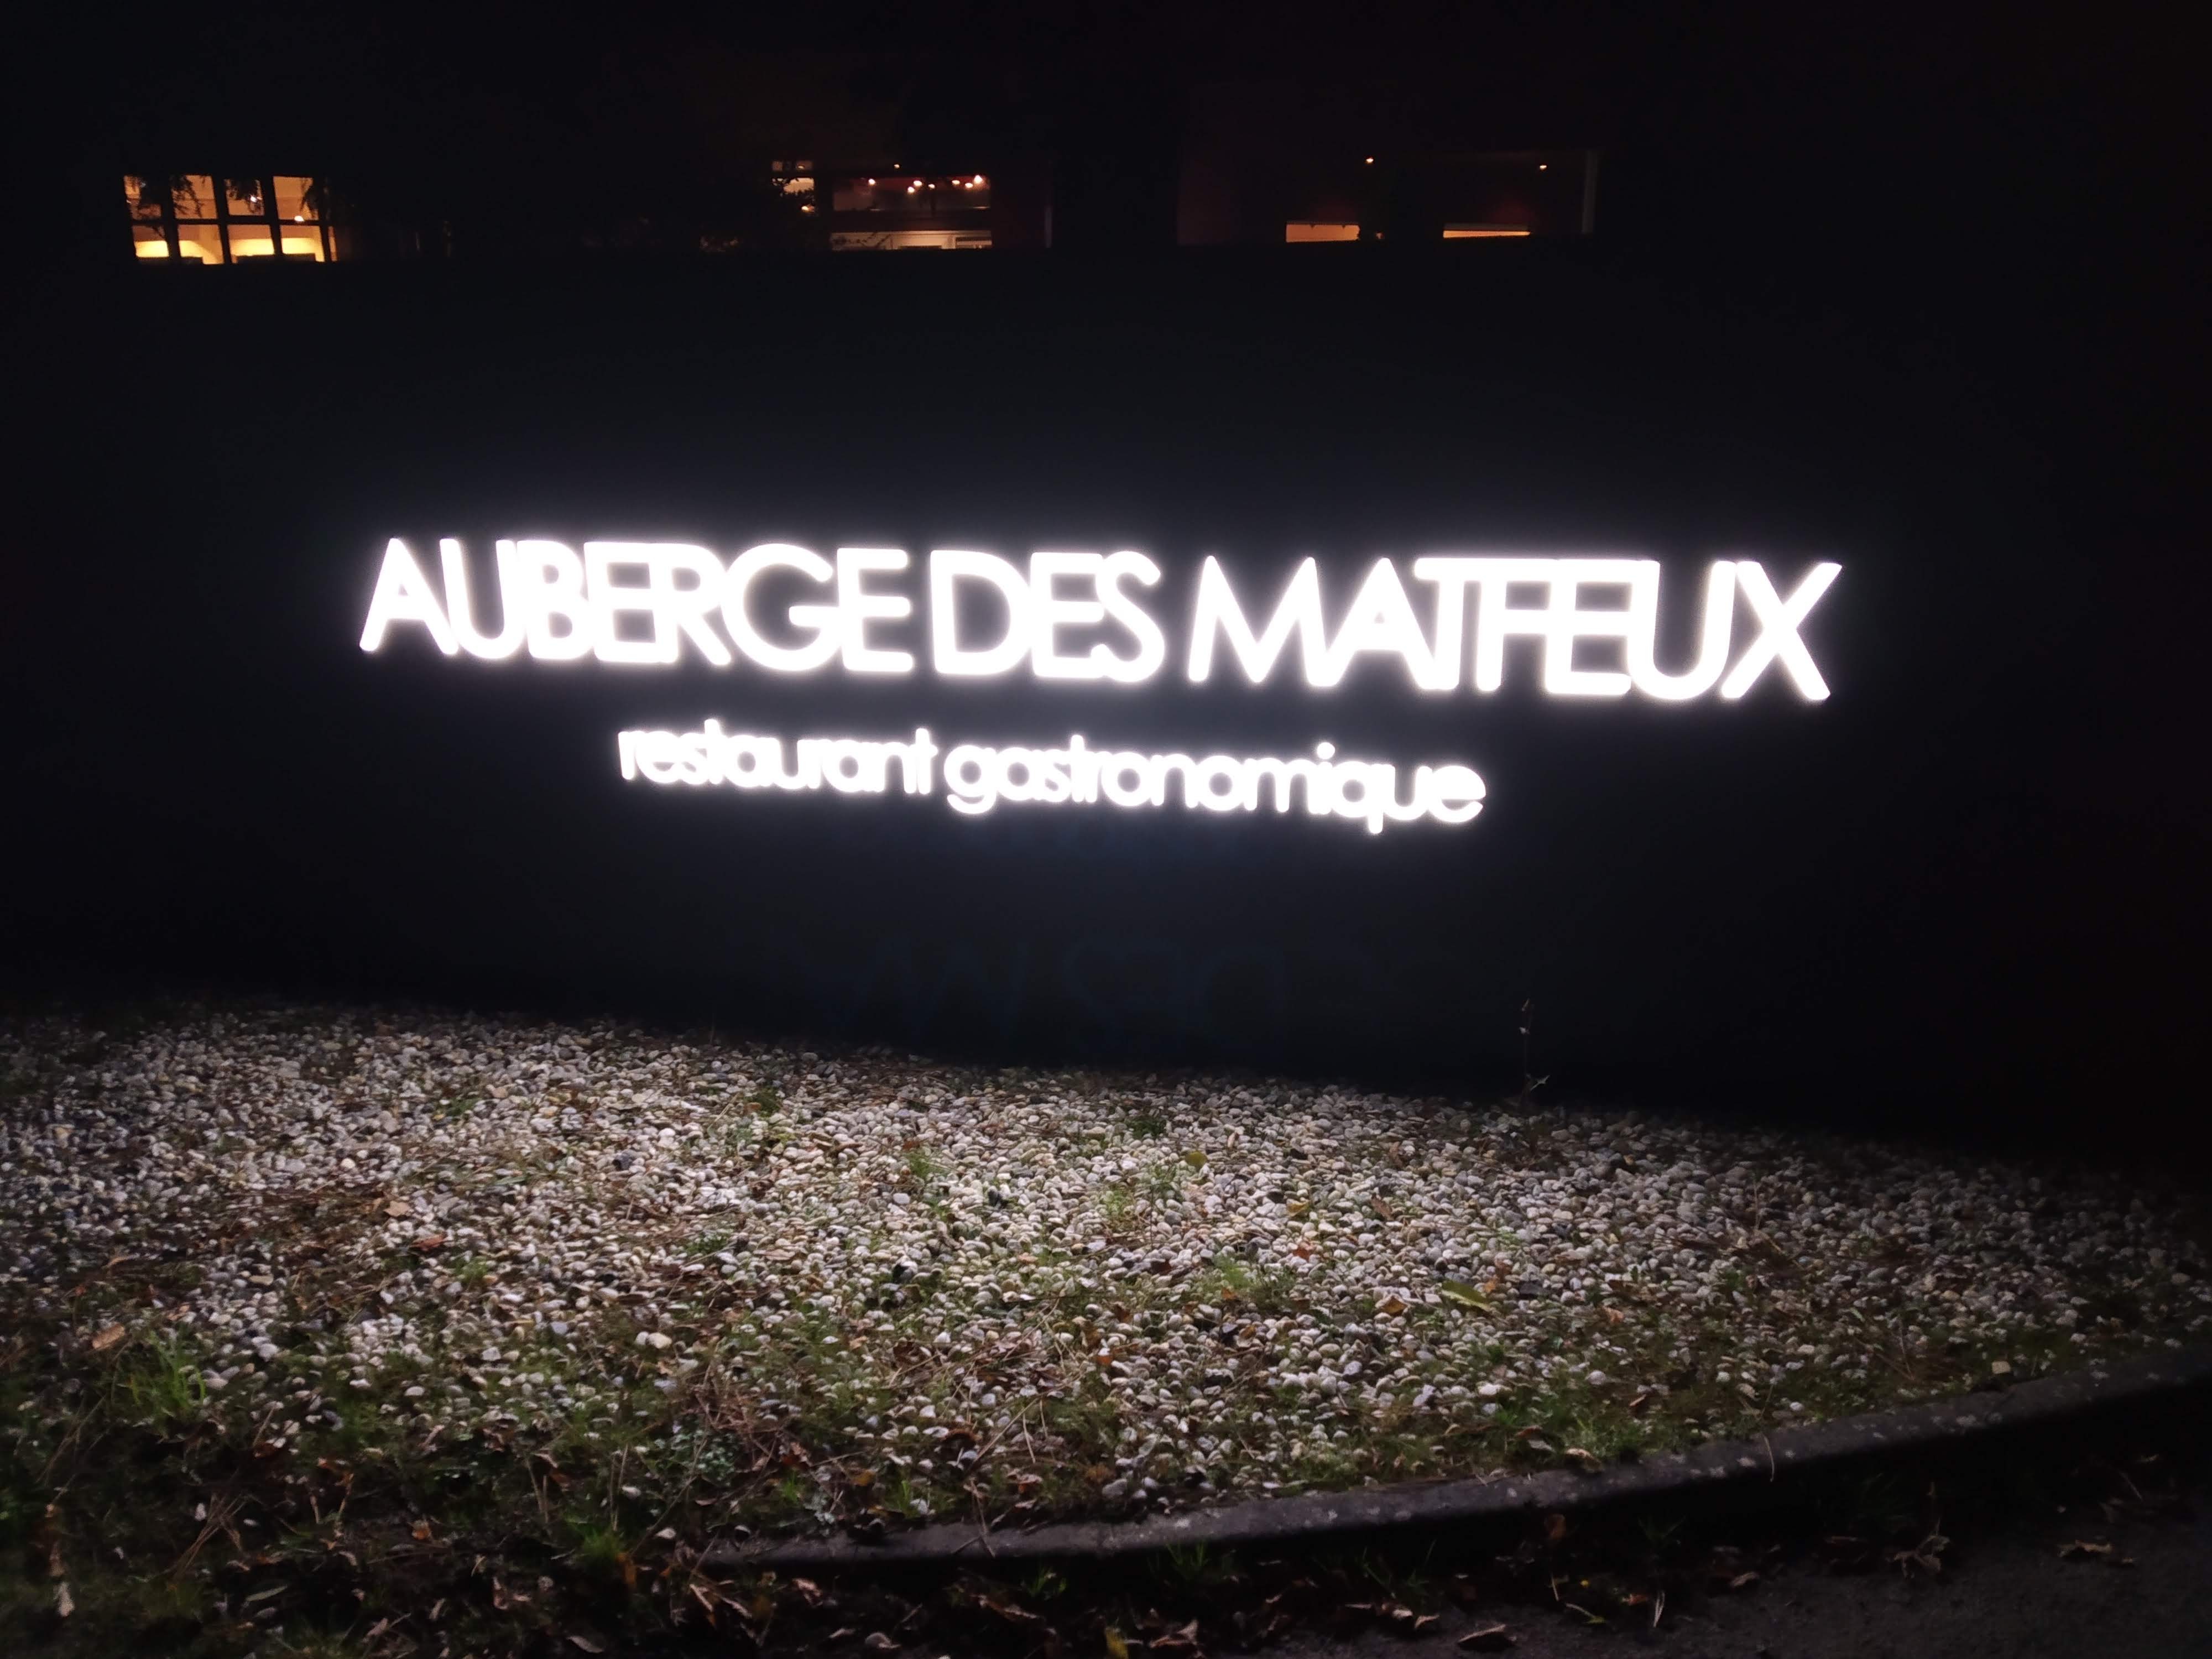 AUBERGE DES MATFEUX
restaurant gastronomique